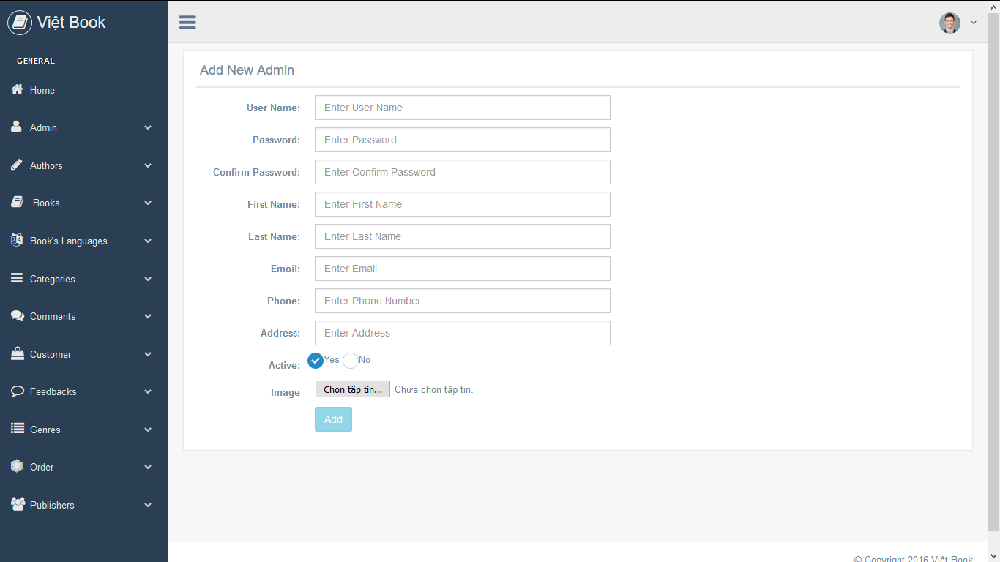 Việt Book
GENERAL
Home
Admin
Authors
Books
Book's Languages
Categories
Comments
Customer
Feedbacks
Genres
Order
Publishers
Add New Admin
User Name: Enter User Name
Password: Enter Password
Confirm Password: Enter Confirm Password
First Name: Enter First Name
Last Name: Enter Last Name
Email: Enter Email
Phone: Enter Phone Number
Address: Enter Address
Active: Yes No
Image Chọn tập tin... Chưa chọn tập tin.
Add
© Copyright 2016 Việt Book